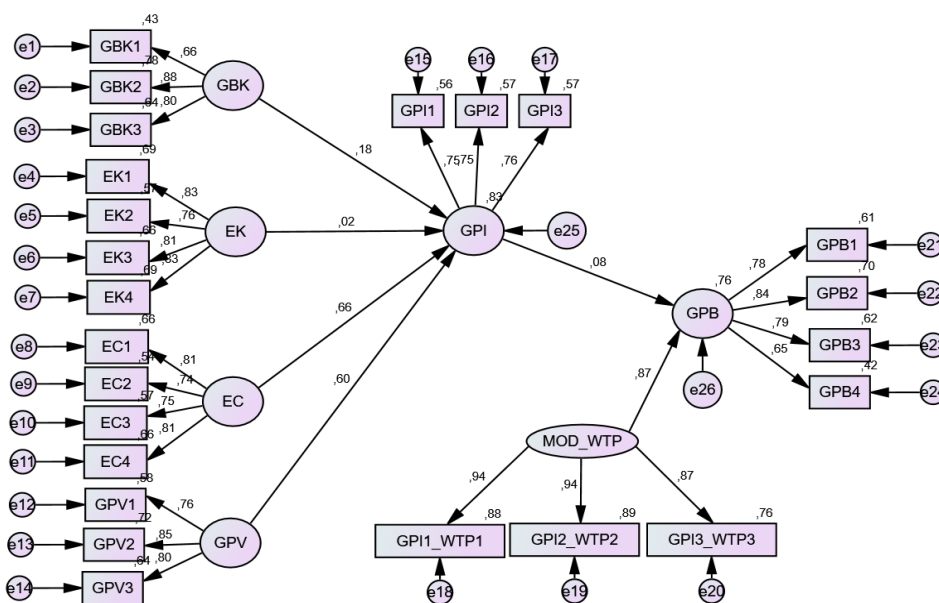 ,43
e1 GBK1 ,66
,78
e2 GBK2 ,88 GBK
,64 ,80
e3 GBK3
,69
e4 EK1 ,83
,57
e5 EK2 ,76 EK
,66
e6 EK3 ,81
,69 ,83
e7 EK4
,66
e8 EC1 ,81
,54
e9 EC2 ,74 EC
,57
e10 EC3 ,75
,66 ,81
e11 EC4
,58
e12 GPV1 ,76
,72
e13 GPV2 ,85 GPV
,64 ,80
e14 GPV3
e15 e16 e17
,56 ,57 ,57
GPI1 GPI2 GPI3
,75 ,75 ,76
,18
,02
,66
,60
,83
GPI e25
,08
,76
GPB
e26
,87
,61
,78 GPB1 e21
,70
,84 GPB2 e22
,62
,79 GPB3 e23
,42
,65 GPB4 e24
MOD_WTP
,94 ,94 ,87
,88 ,89 ,76
GPI1_WTP1 GPI2_WTP2 GPI3_WTP3
e18 e19 e20